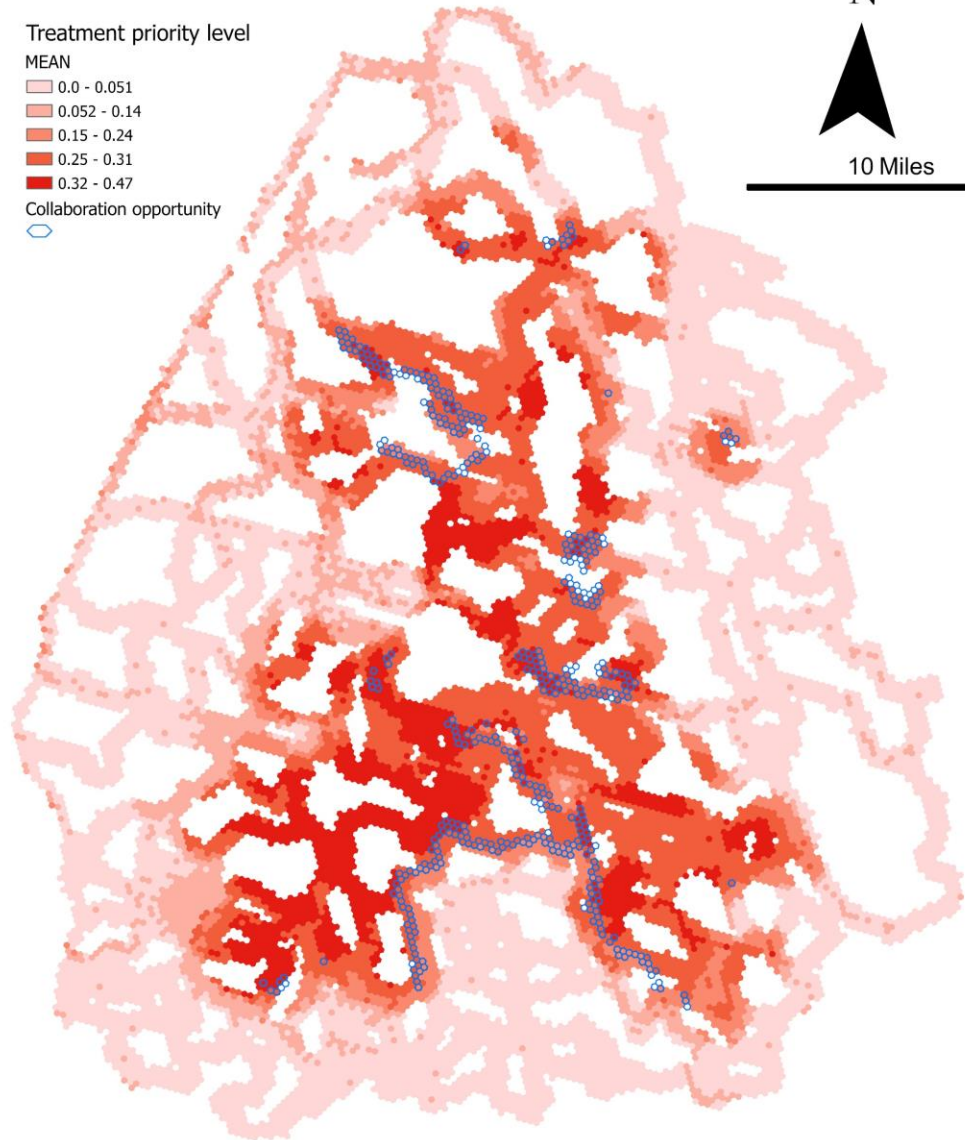 N
Treatment priority level
MEAN
0.0 - 0.051
0.052 - 0.14
0.15 - 0.24
0.25 - 0.31
0.32 - 0.47
Collaboration opportunity
10 Miles